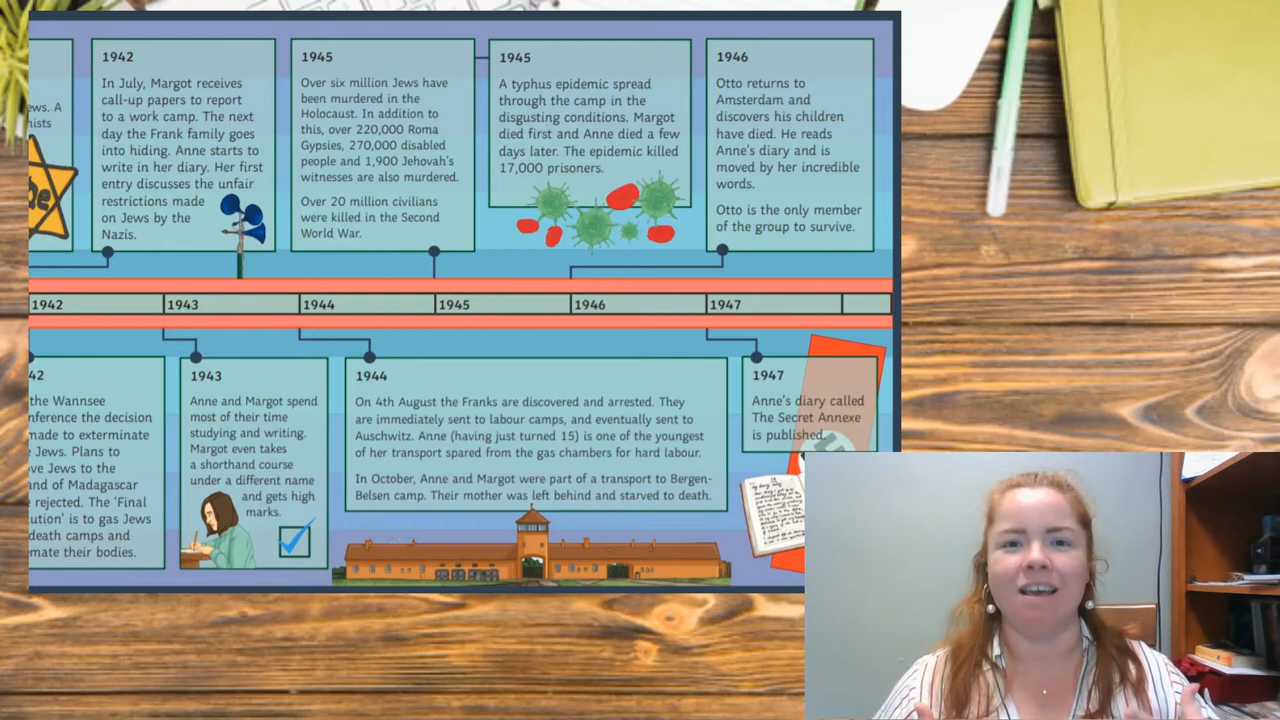 ews. A
nists
1942
In July, Margot receives
call-up papers to report
to a work camp. The next
day the Frank family goes
into hiding. Anne starts to
write in her diary. Her first
entry discusses the unfair
restrictions made
on Jews by the
Nazis.
1945
Over six million Jews have
been murdered in the
Holocaust. In addition to
this, over 220,000 Roma
Gypsies, 270,000 disabled
people and 1,900 Jehovah's
witnesses are also murdered.
Over 20 million civilians
were killed in the Second
World War.
1945
A typhus epidemic spread
through the camp in the
disgusting conditions. Margot
died first and Anne died a few
days later. The epidemic killed
17,000 prisoners.
1946
Otto returns to
Amsterdam and
discovers his children
have died. He reads
Anne's diary and is
moved by her incredible
words.
Otto is the only member
of the group to survive.
1942 1943 1944 1945 1946 1947
42
the Wannsee
nference the decision
made to exterminate
e Jews. Plans to
ve Jews to the
and of Madagascar
e rejected. The 'Final
ution' is to gas Jews
death camps and
emate their bodies.
1943
Anne and Margot spend
most of their time
studying and writing.
Margot even takes
a shorthand course
under a different name
and gets high
marks.
1944
On 4th August the Franks are discovered and arrested. They
are immediately sent to labour camps, and eventually sent to
Auschwitz. Anne (having just turned 15) is one of the youngest
of her transport spared from the gas chambers for hard labour.
In October, Anne and Margot were part of a transport to Bergen-
Belsen camp. Their mother was left behind and starved to death.
1947
Anne's diary called
The Secret Annexe
is published.